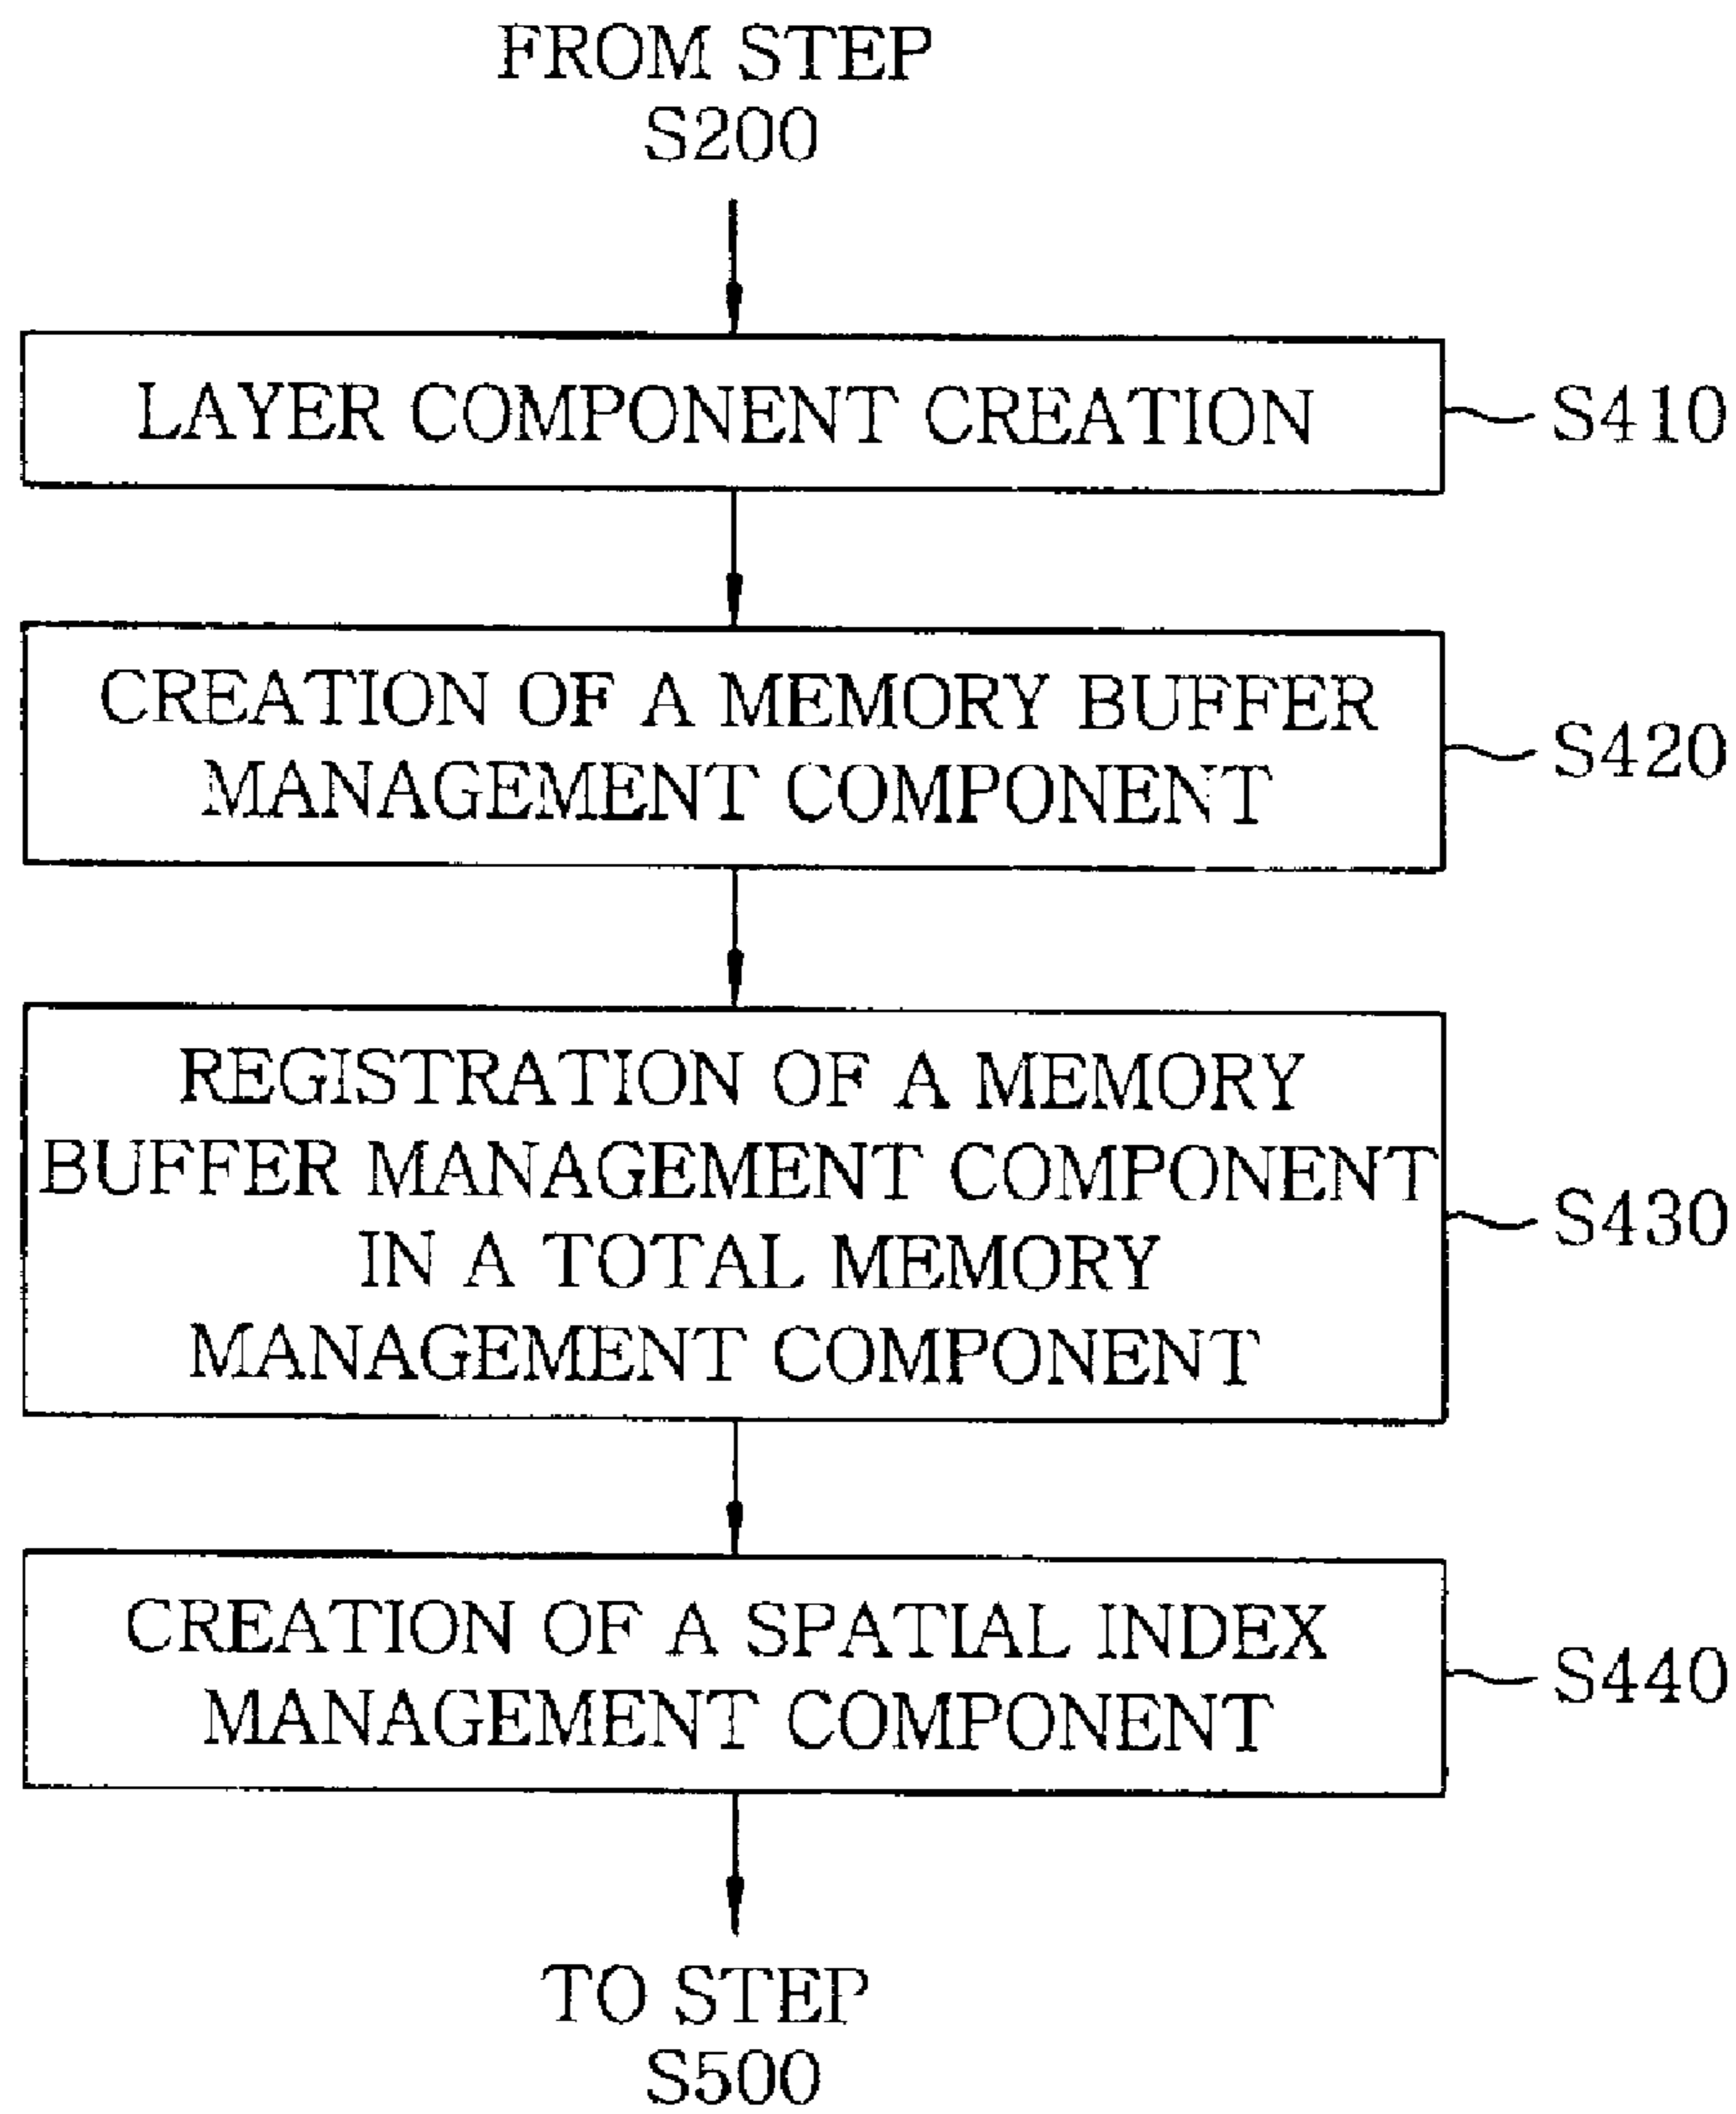 FROM STEP
S200
LAYER COMPONENT CREATION
S410
CREATION OF A MEMORY BUFFER
MANAGEMENT COMPONENT
S420
REGISTRATION OF A MEMORY
BUFFER MANAGEMENT COMPONENT
IN A TOTAL MEMORY
MANAGEMENT COMPONENT
S430
CREATION OF A SPATIAL INDEX
MANAGEMENT COMPONENT
S440
TO STEP
S500